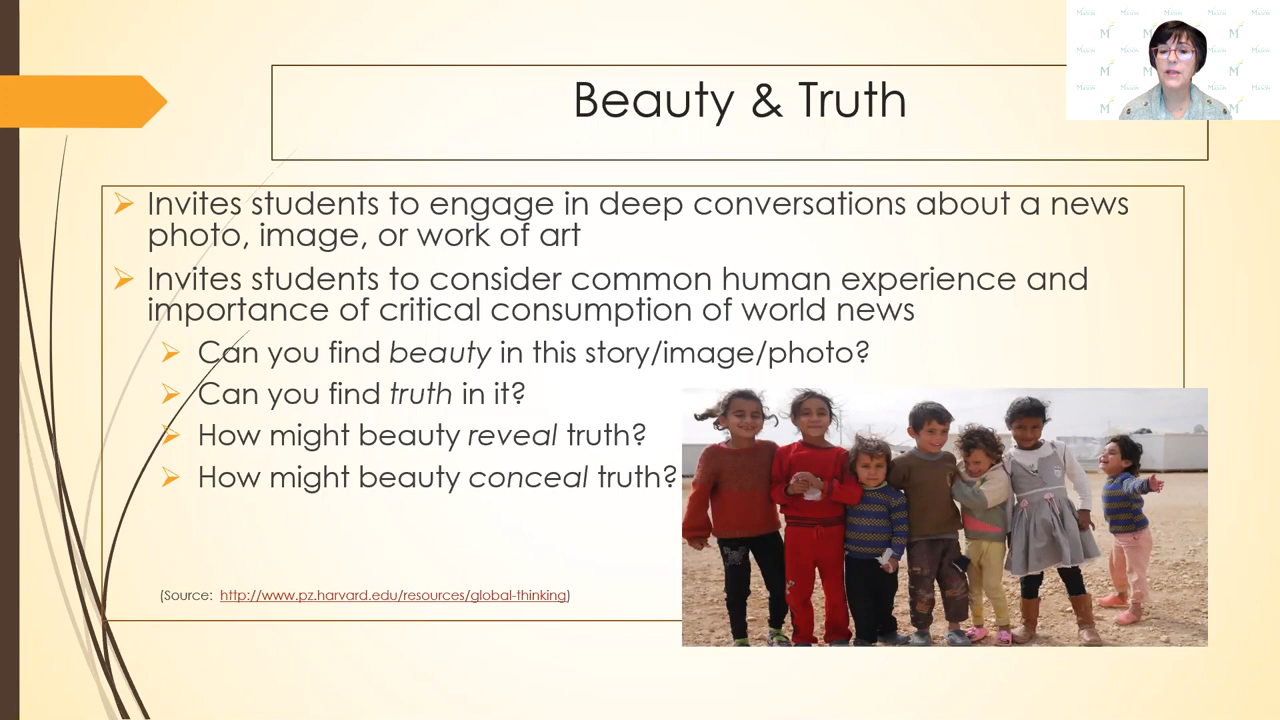 Beauty & Truth
Invites students to engage in deep conversations about a news
photo, image, or work of art
Invites students to consider common human experience and
importance of critical consumption of world news
Can you find beauty in this story/image/photo?
Can you find truth in it?
How might beauty reveal truth?
How might beauty conceal truth?
(Source: http://www.pz.harvard.edu/resources/global-thinking)